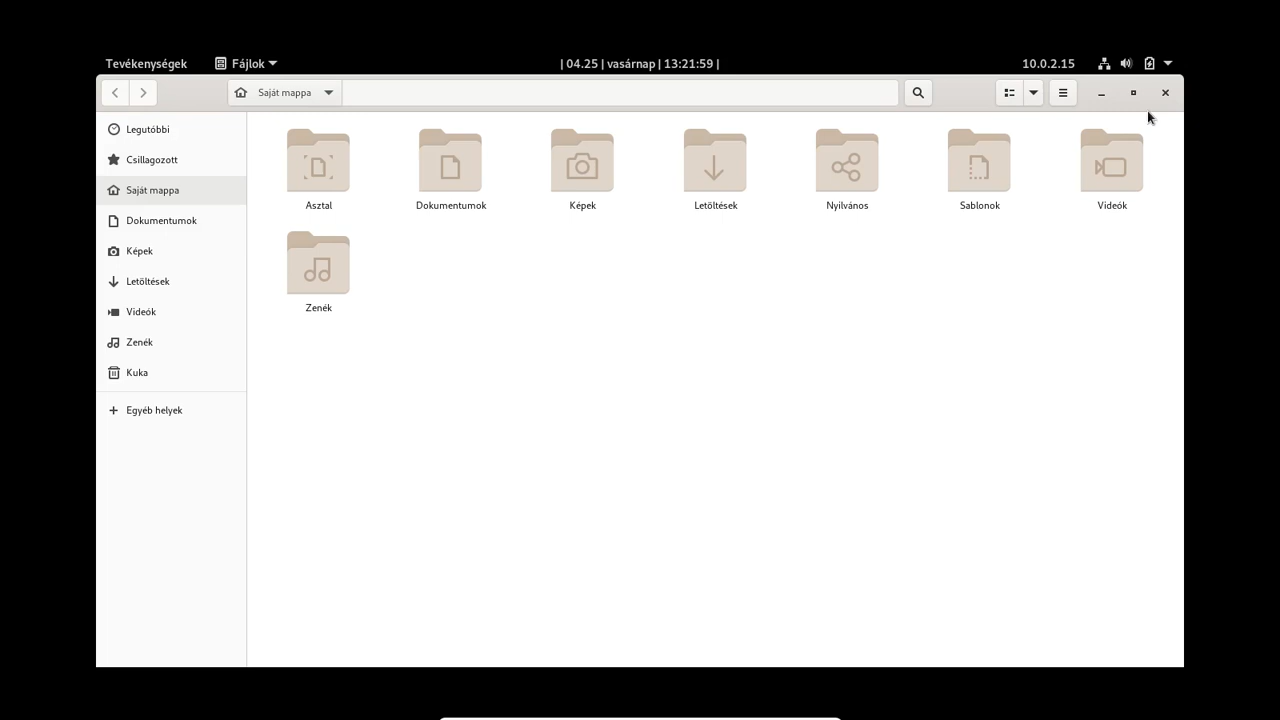 Tevékenységek Fájlok | 04.25 | vasárnap | 13:21:59 | 10.0.2.15
Saját mappa
Legutóbbi
Csillagozott
Saját mappa
Dokumentumok
Képek
Letöltések
Videók
Zenék
Kuka
Egyéb helyek
Asztal Dokumentumok Képek Letöltések Nyilvános Sablonok Videók
Zenék